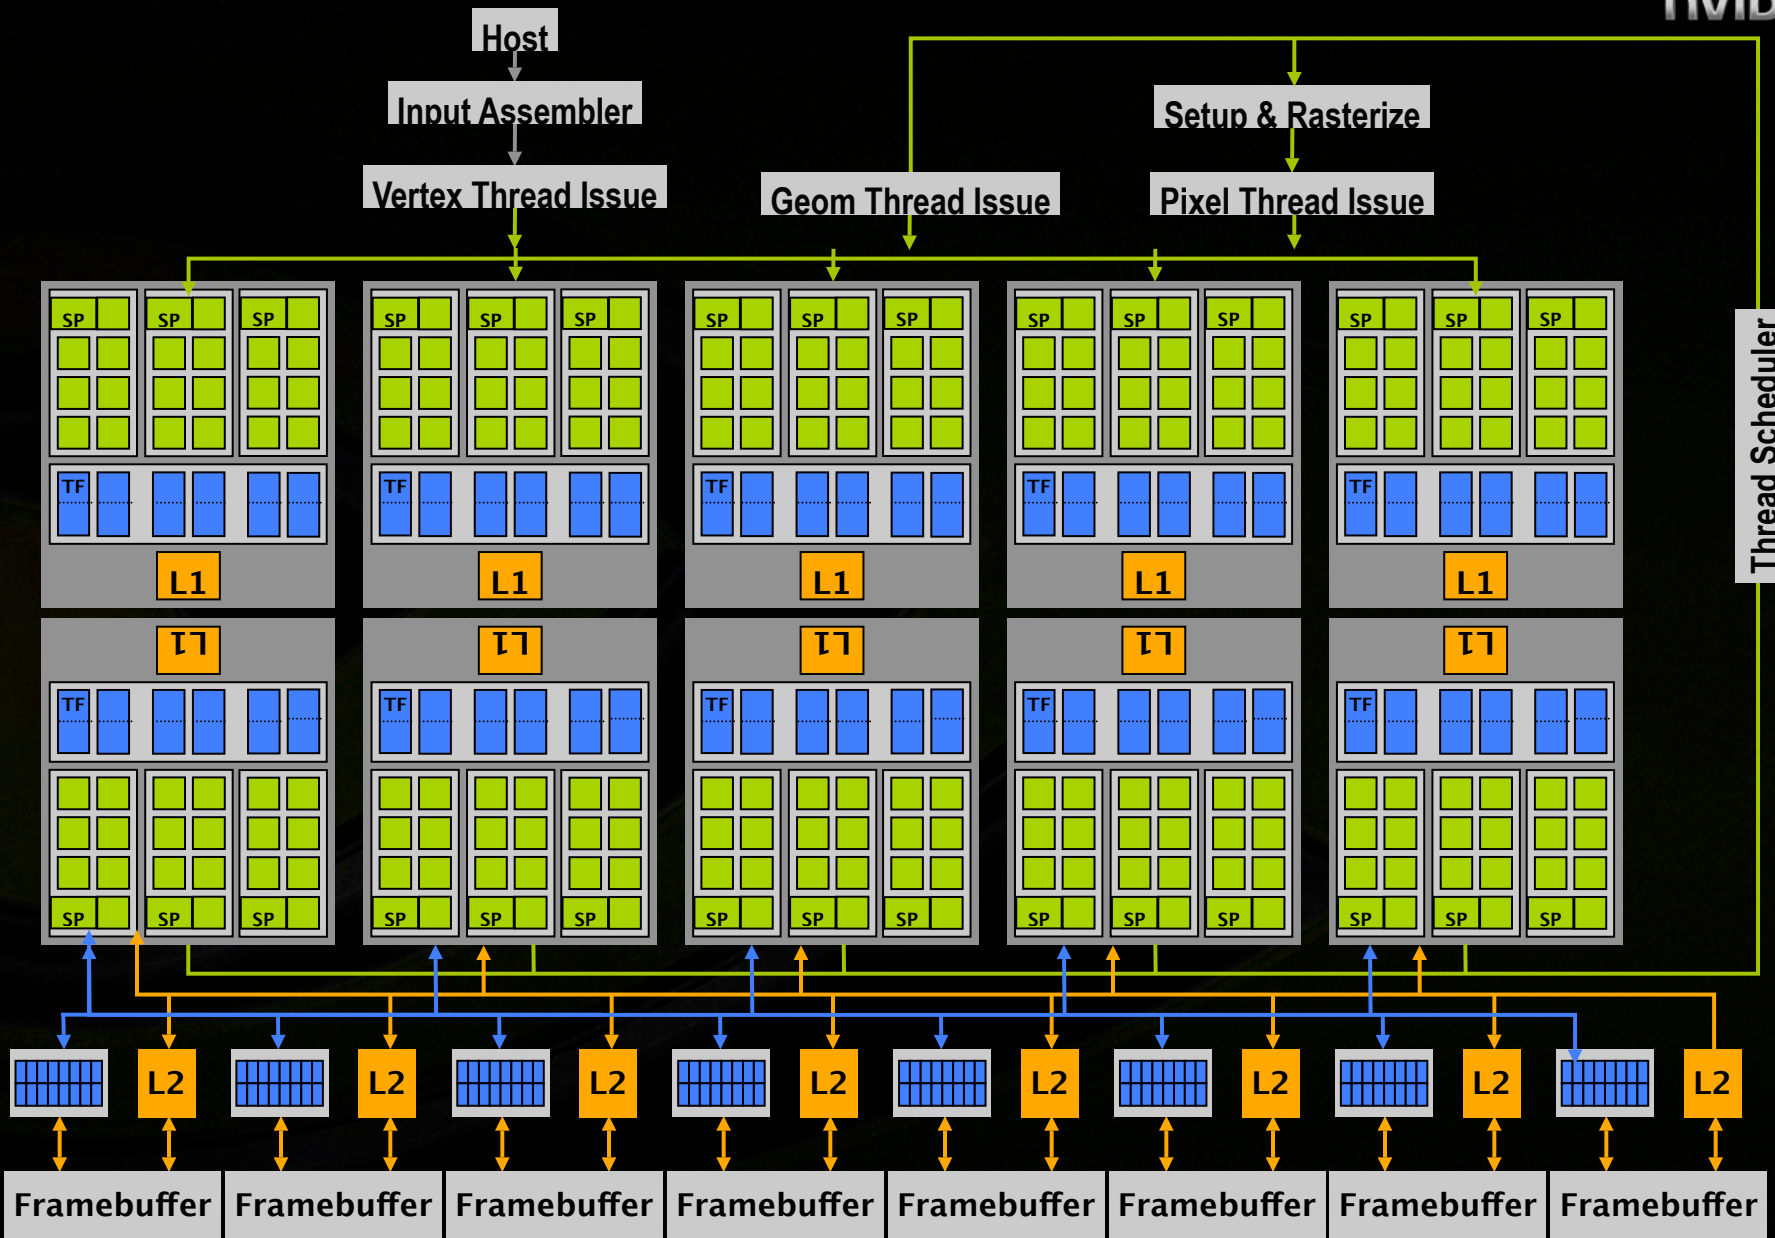 nVID
Host
Input Assembler
Setup & Rasterize
Vertex Thread Issue
Geom Thread Issue
Pixel Thread Issue
Thread Scheduler
SP SP SP SP SP SP SP SP SP SP SP SP SP SP SP
TF TF TF TF TF
L1 L1 L1 L1 L1
L1 L1 L1 L1 L1
TF TF TF TF TF
SP SP SP SP SP SP SP SP SP SP SP SP SP SP SP
L2 L2 L2 L2 L2 L2 L2 L2
Framebuffer Framebuffer Framebuffer Framebuffer Framebuffer Framebuffer Framebuffer Framebuffer